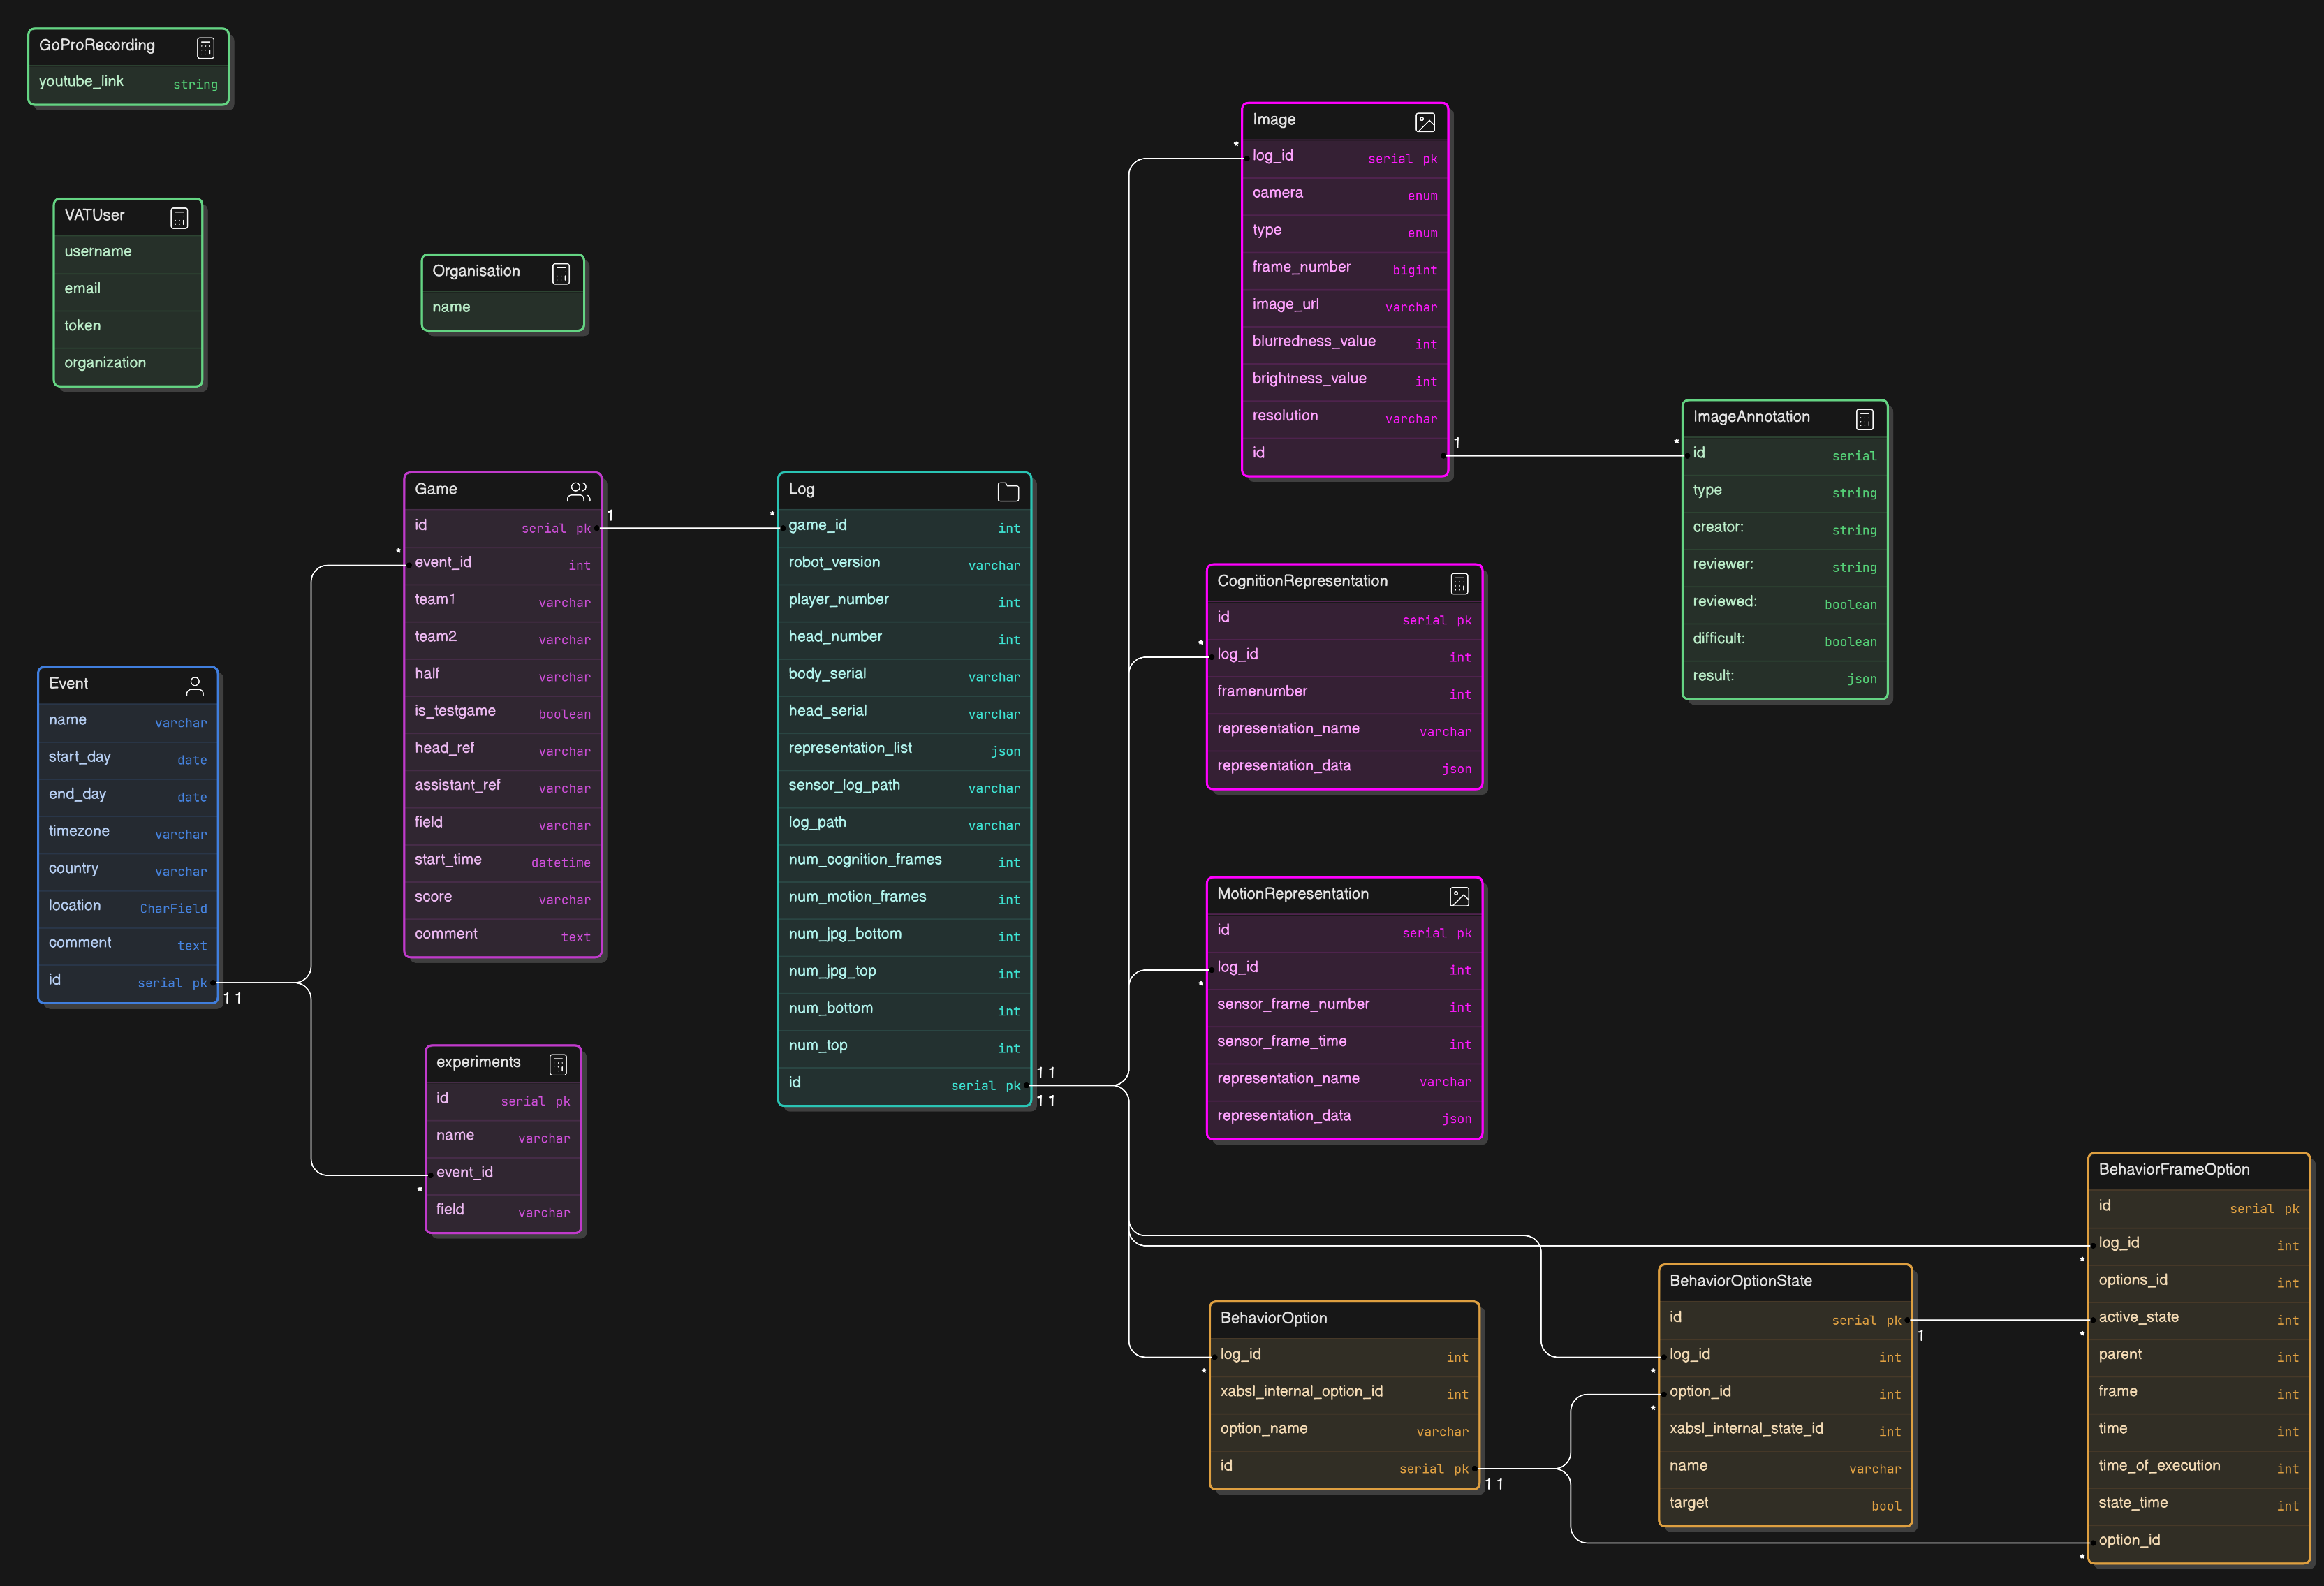 GoProRecording
youtube_link string
VATUser
username
email
token
organization
Organisation
name
Event
name varchar
start_day date
end_day date
timezone varchar
country varchar
location CharField
comment text
id serial pk
1 1
Game
id serial pk
1
*
event_id int
team1 varchar
team2 varchar
half varchar
is_testgame boolean
head_ref varchar
assistant_ref varchar
field varchar
start_time datetime
score varchar
comment text
experiments
id serial pk
name varchar
event_id
*
field varchar
Log
*
game_id int
robot_version varchar
player_number int
head_number int
body_serial varchar
head_serial varchar
representation_list json
sensor_log_path varchar
log_path varchar
num_cognition_frames int
num_motion_frames int
num_jpg_bottom int
num_jpg_top int
num_bottom int
num_top int
id serial pk
1 1
1 1
Image
*
log_id serial pk
camera enum
type enum
frame_number bigint
image_url varchar
blurredness_value int
brightness_value int
resolution varchar
id
1
CognitionRepresentation
id serial pk
*
log_id int
framenumber int
representation_name varchar
representation_data json
MotionRepresentation
id serial pk
log_id int
*
sensor_frame_number int
sensor_frame_time int
representation_name varchar
representation_data json
ImageAnnotation
*
id serial
type string
creator: string
reviewer: string
reviewed: boolean
difficult: boolean
result: json
BehaviorOption
log_id int
*
xabsl_internal_option_id int
option_name varchar
id serial pk
1 1
BehaviorOptionState
id serial pk
1
log_id int
*
option_id int
*
xabsl_internal_state_id int
name varchar
target bool
BehaviorFrameOption
id serial pk
log_id int
*
options_id int
active_state int
*
parent int
frame int
time int
time_of_execution int
state_time int
option_id
*